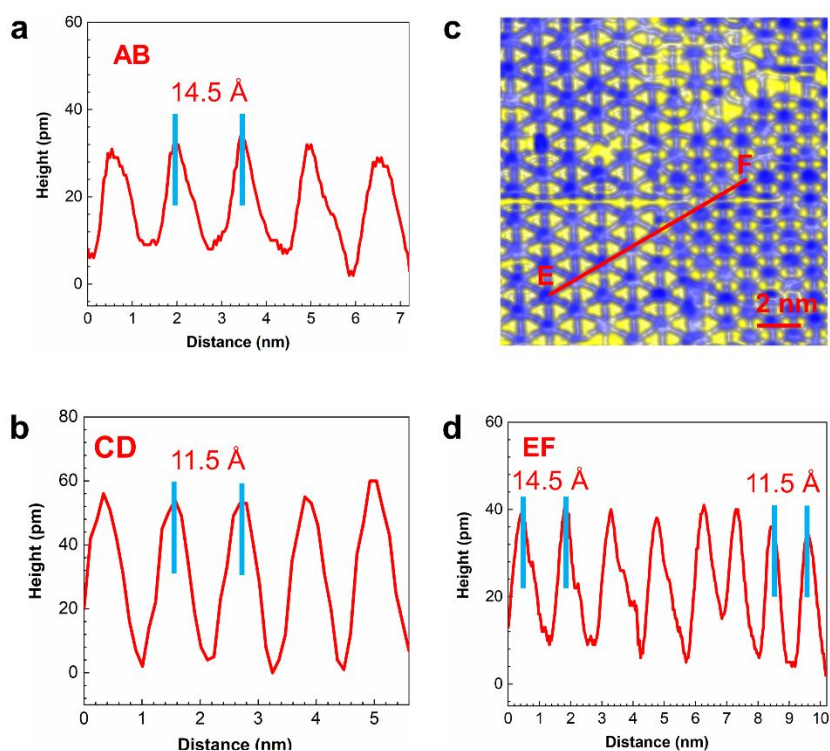 a
AB
14.5 Å
60
40
20
0
Height (pm)
0 1 2 3 4 5 6 7
Distance (nm)
c
E
F
2 nm
b
CD
11.5 Å
80
60
40
20
0
Height (pm)
0 1 2 3 4 5
Distance (nm)
d
EF
14.5 Å 11.5 Å
60
40
20
0
Height (pm)
0 1 2 3 4 5 6 7 8 9 10
Distance (nm)